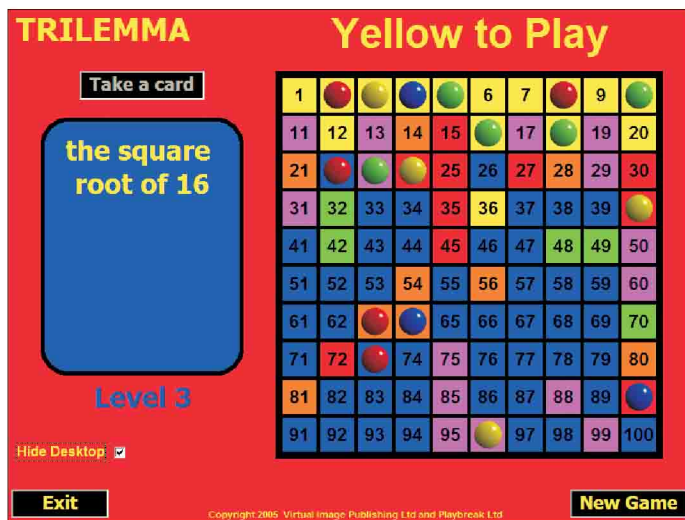 TRILEMMA
Yellow to Play
Take a card
the square
root of 16
Level 3
Hide Desktop
1 6 7 9
11 12 13 14 15 17 19 20
21 25 26 27 28 29 30
31 32 33 34 35 36 37 38 39
41 42 43 44 45 46 47 48 49 50
51 52 53 54 55 56 57 58 59 60
61 62 65 66 67 68 69 70
71 72 74 75 76 77 78 79 80
81 82 83 84 85 86 87 88 89
91 92 93 94 95 97 98 99 100
Exit
Copyright 2005 Virtual Image Publishing Ltd and Playbreak Ltd
New Game